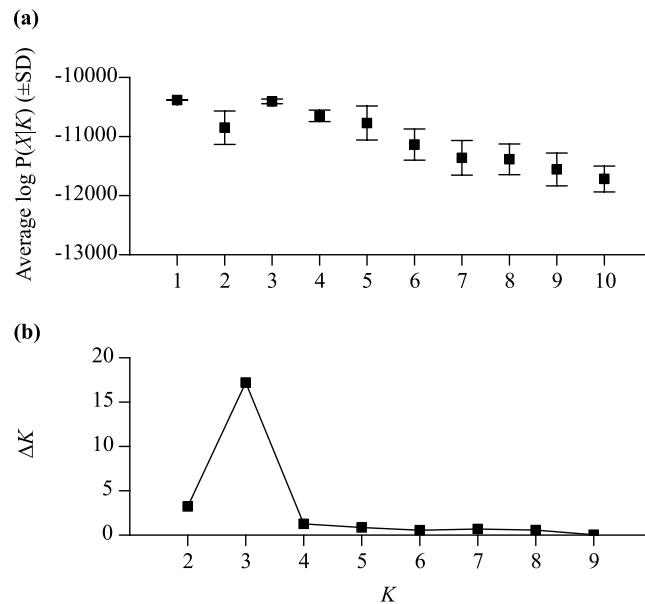 (a)
Average log P(X|K) (±SD)
-10000
-11000
-12000
-13000
1 2 3 4 5 6 7 8 9 10
(b)
ΔK
20
15
10
5
0
2 3 4 5 6 7 8 9
K